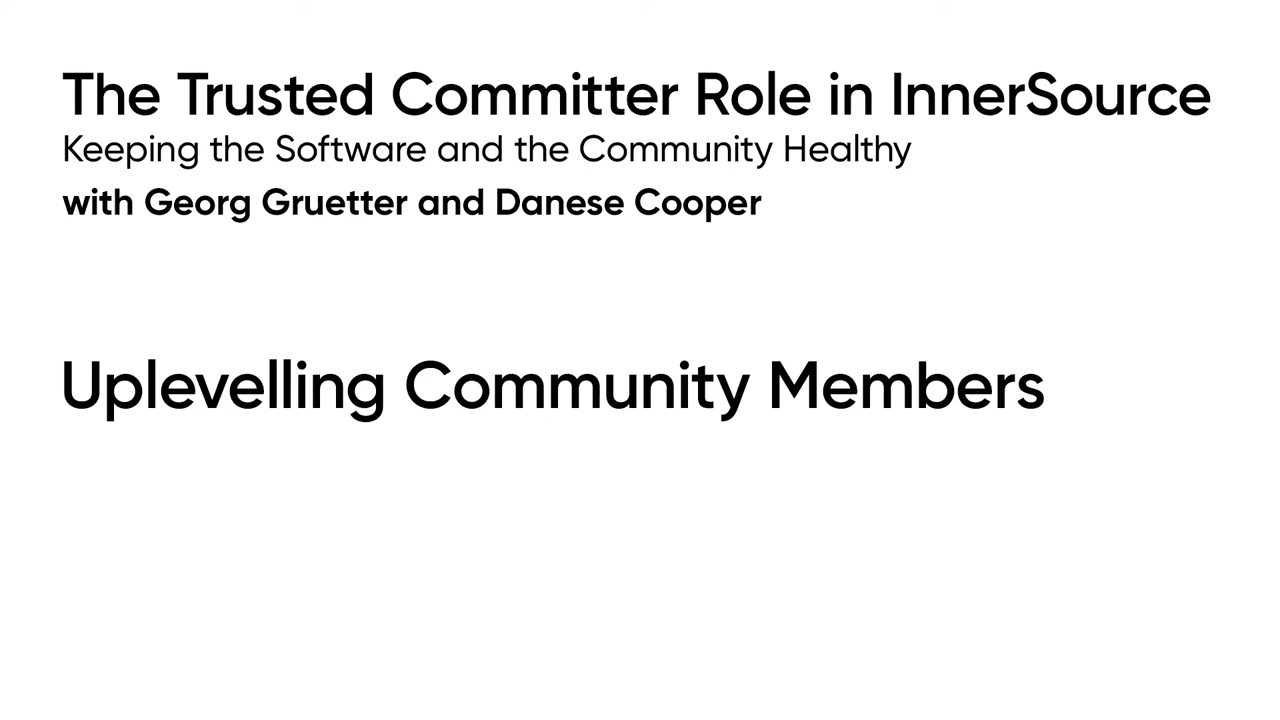 The Trusted Committer Role in InnerSource
Keeping the Software and the Community Healthy
with Georg Gruetter and Danese Cooper
Uplevelling Community Members